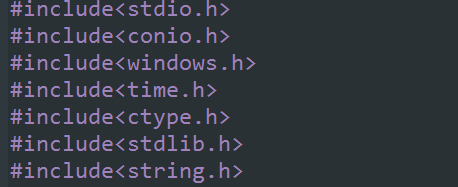 #include<stdio.h>
#include<conio.h>
#include<windows.h>
#include<time.h>
#include<ctype.h>
#include<stdlib.h>
#include<string.h>